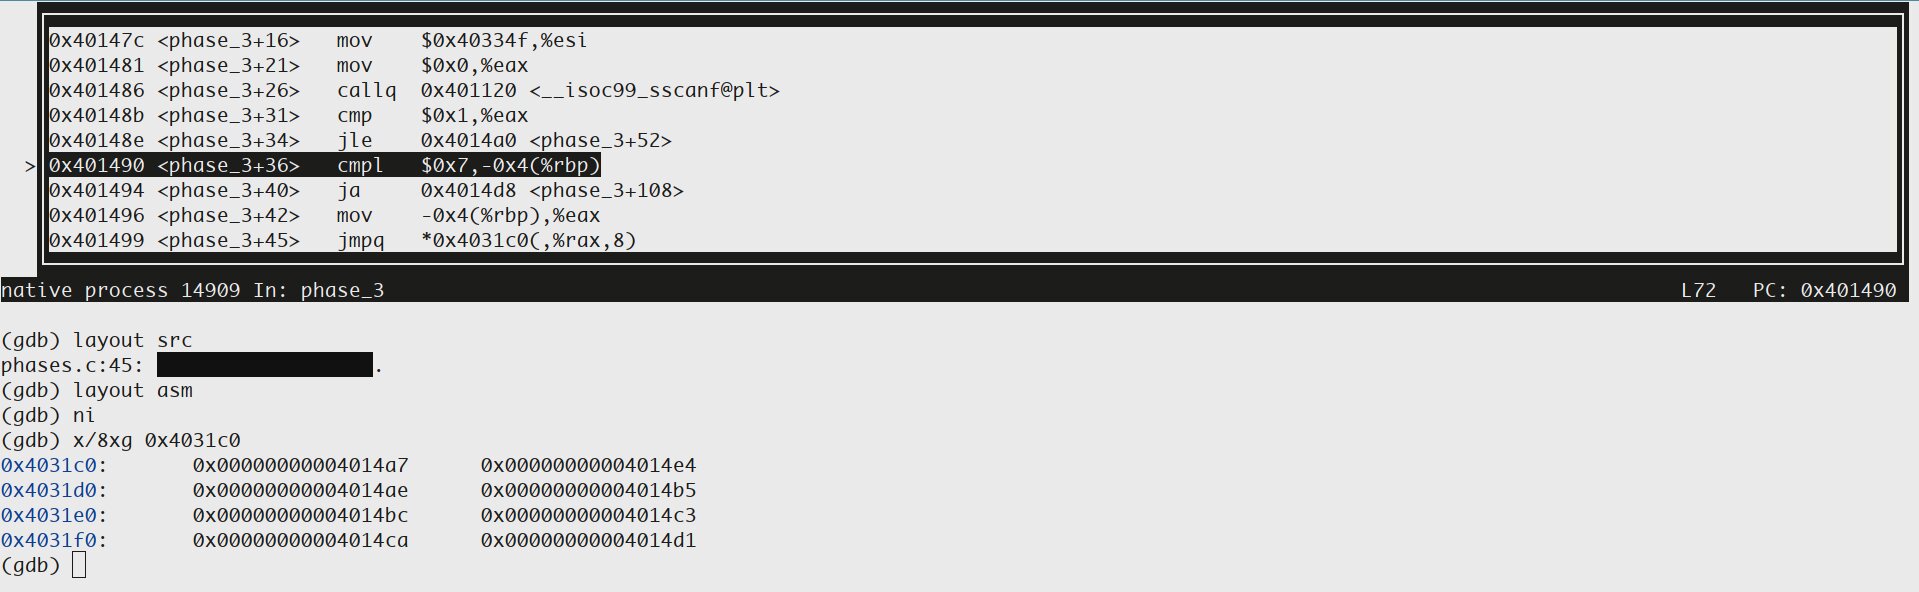 0x40147c <phase_3+16>   mov    $0x40334f,%esi
0x401481 <phase_3+21>   mov    $0x0,%eax
0x401486 <phase_3+26>   callq  0x401120 <__isoc99_sscanf@plt>
0x40148b <phase_3+31>   cmp    $0x1,%eax
0x40148e <phase_3+34>   jle    0x4014a0 <phase_3+52>
> 0x401490 <phase_3+36>   cmpl   $0x7,-0x4(%rbp)
0x401494 <phase_3+40>   ja     0x4014d8 <phase_3+108>
0x401496 <phase_3+42>   mov    -0x4(%rbp),%eax
0x401499 <phase_3+45>   jmpq   *0x4031c0(,%rax,8)
native process 14909 In: phase_3 L72 PC: 0x401490
(gdb) layout src
phases.c:45: .
(gdb) layout asm
(gdb) ni
(gdb) x/8xg 0x4031c0
0x4031c0: 0x00000000004014a7 0x00000000004014e4
0x4031d0: 0x00000000004014ae 0x00000000004014b5
0x4031e0: 0x00000000004014bc 0x00000000004014c3
0x4031f0: 0x00000000004014ca 0x00000000004014d1
(gdb)